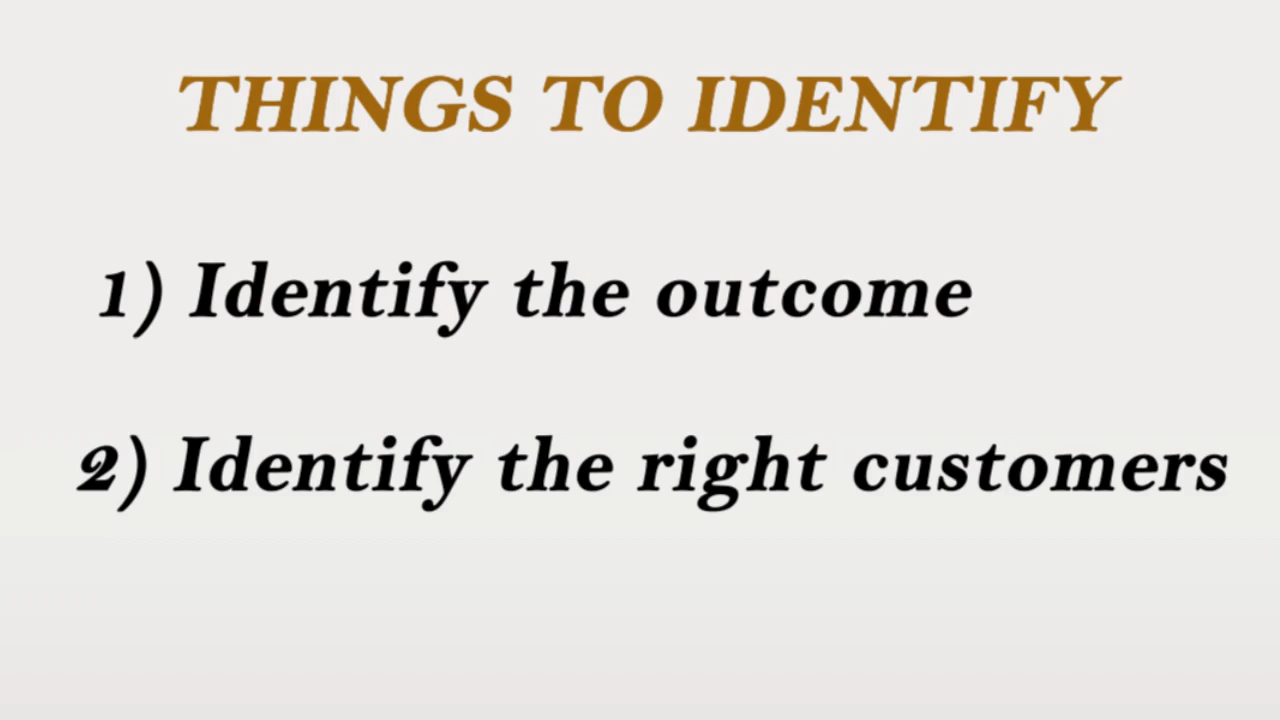 THINGS TO IDENTIFY
1) Identify the outcome
2) Identify the right customers